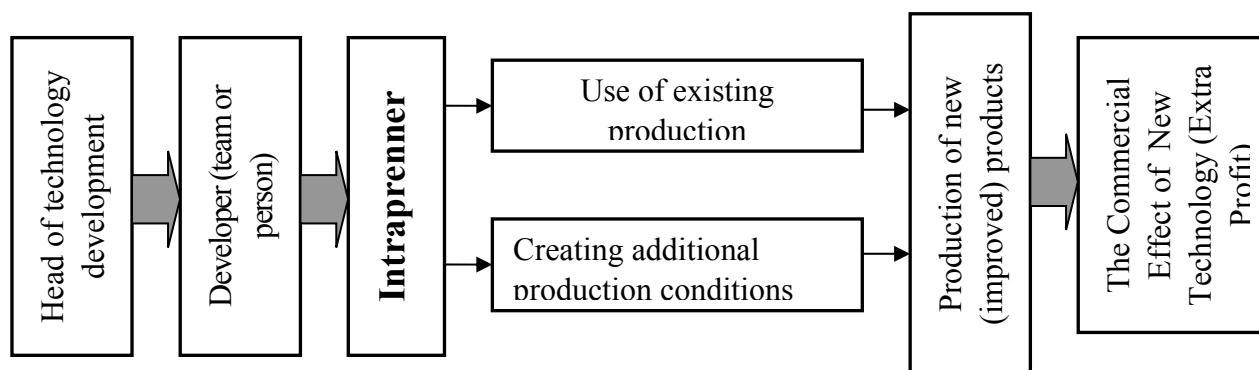 Head of technology
development
Developer (team or
person)
Intraprenner
Use of existing
production
Creating additional
production conditions
Production of new
(improved) products
The Commercial
Effect of New
Technology (Extra
Profit)